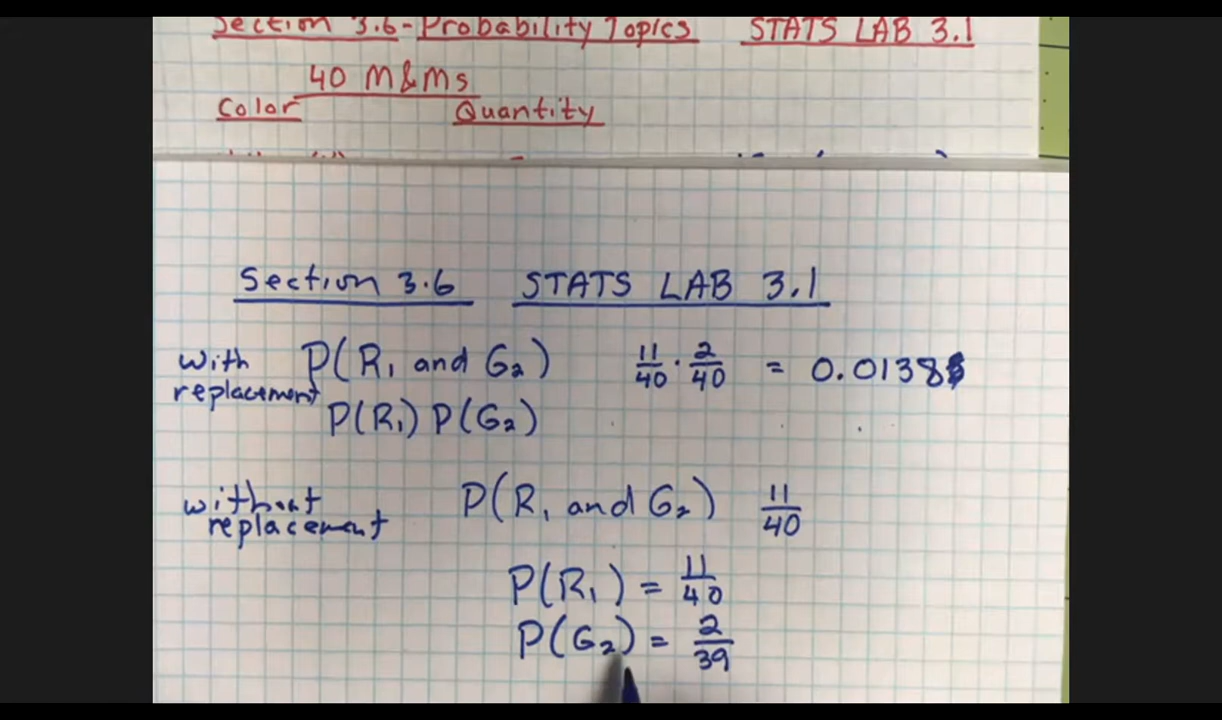 Section 3.6-Probability Topics STATS LAB 3.1
40 M&Ms
Color Quantity
Section 3.6 STATS LAB 3.1
with replacement P(R₁ and G₂) 11/40 · 2/40 = 0.0138
P(R₁) P(G₂)
without replacement P(R₁ and G₂) 11/40
P(R₁) = 11/40
P(G₂) = 2/39